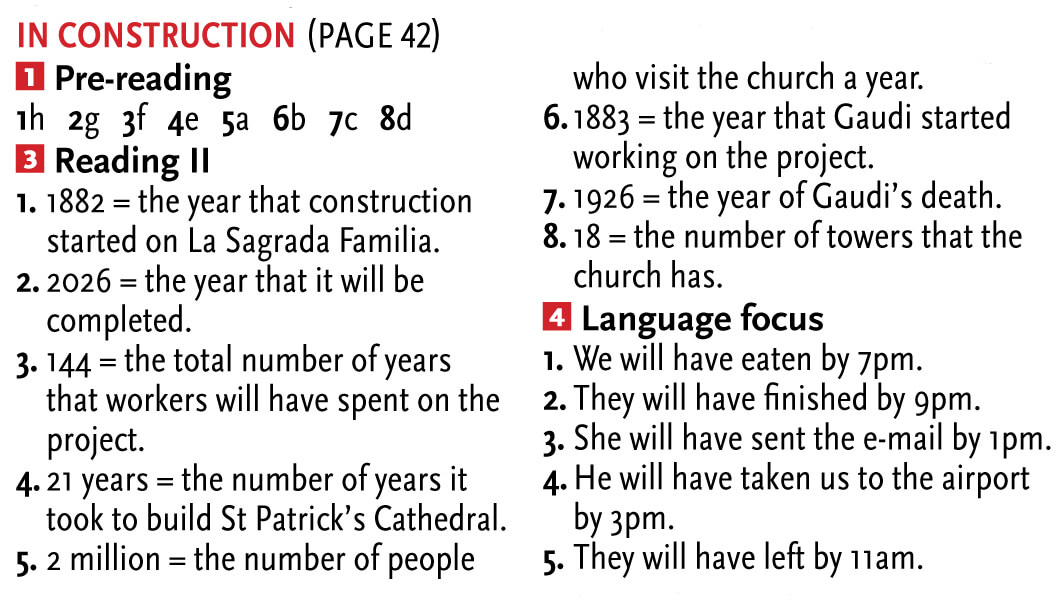 IN CONSTRUCTION (PAGE 42)
1 Pre-reading
1h 2g 3f 4e 5a 6b 7c 8d
3 Reading II
1. 1882 = the year that construction
started on La Sagrada Familia.
2. 2026 = the year that it will be
completed.
3. 144 = the total number of years
that workers will have spent on the
project.
4. 21 years = the number of years it
took to build St Patrick's Cathedral.
5. 2 million = the number of people
who visit the church a year.
6. 1883 = the year that Gaudi started
working on the project.
7. 1926 = the year of Gaudi's death.
8. 18 = the number of towers that the
church has.
4 Language focus
1. We will have eaten by 7pm.
2. They will have finished by 9pm.
3. She will have sent the e-mail by 1pm.
4. He will have taken us to the airport
by 3pm.
5. They will have left by 11am.